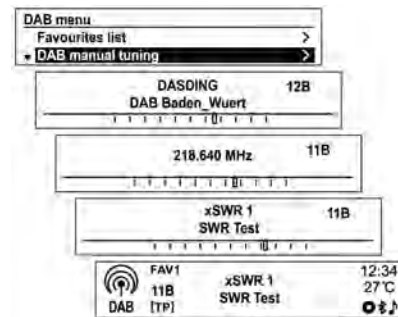 DAB menu
Favourites list >
DAB manual tuning >
DASDING 12B
DAB Baden_Wuert
218.640 MHz 11B
xSWR 1 11B
SWR Test
FAV1 12:34
11B xSWR 1 27°C
DAB [TP] SWR Test